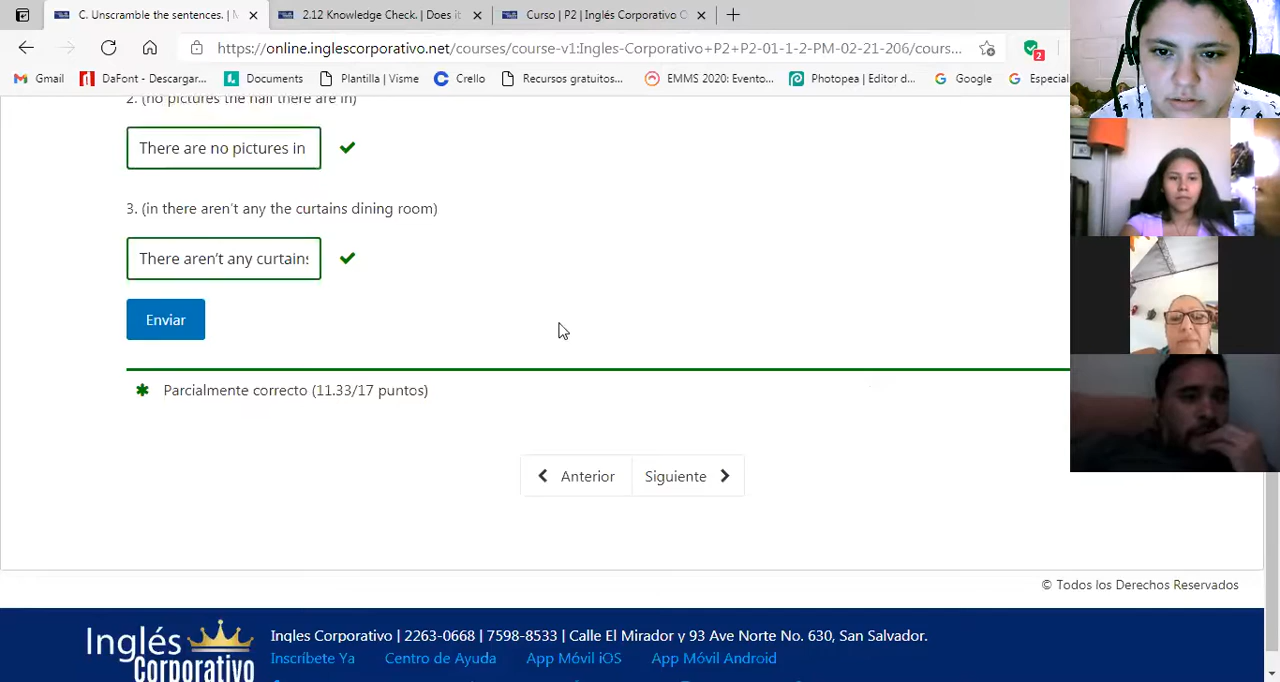 C. Unscramble the sentences. |
2.12 Knowledge Check. | Does it
Curso | P2 | Inglés Corporativo O
https://online.inglescorporativo.net/courses/course-v1:Ingles-Corporativo+P2+P2-01-1-2-PM-02-21-206/cours...
2
Gmail
DaFont - Descargar...
Documents
Plantilla | Visme
Crello
Recursos gratuitos...
EMMS 2020: Evento...
Photopea | Editor d...
Google
Especial
2. (no pictures the hall there are in)
There are no pictures in
3. (in there aren't any the curtains dining room)
There aren't any curtains
Enviar
Parcialmente correcto (11.33/17 puntos)
Anterior
Siguiente
© Todos los Derechos Reservados
Inglés
Corporativo
Ingles Corporativo | 2263-0668 | 7598-8533 | Calle El Mirador y 93 Ave Norte No. 630, San Salvador.
Inscríbete Ya
Centro de Ayuda
App Móvil iOS
App Móvil Android